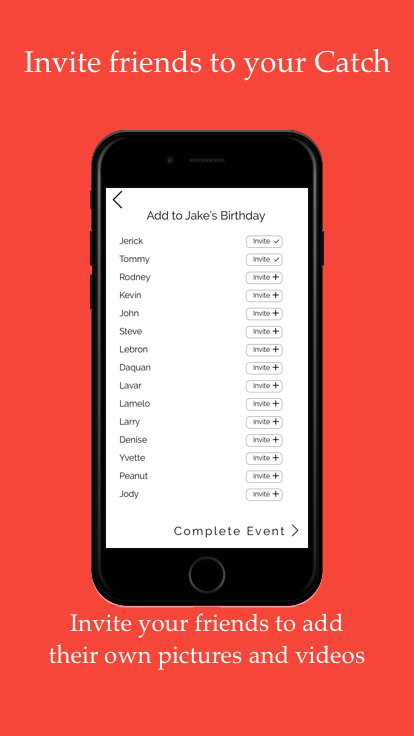 Invite friends to your Catch
Add to Jake's Birthday
Jerick Invite ✓
Tommy Invite ✓
Rodney Invite +
Kevin Invite +
John Invite +
Steve Invite +
Lebron Invite +
Daquan Invite +
Lavar Invite +
Lamelo Invite +
Larry Invite +
Denise Invite +
Yvette Invite +
Peanut Invite +
Jody Invite +
Complete Event >
Invite your friends to add
their own pictures and videos